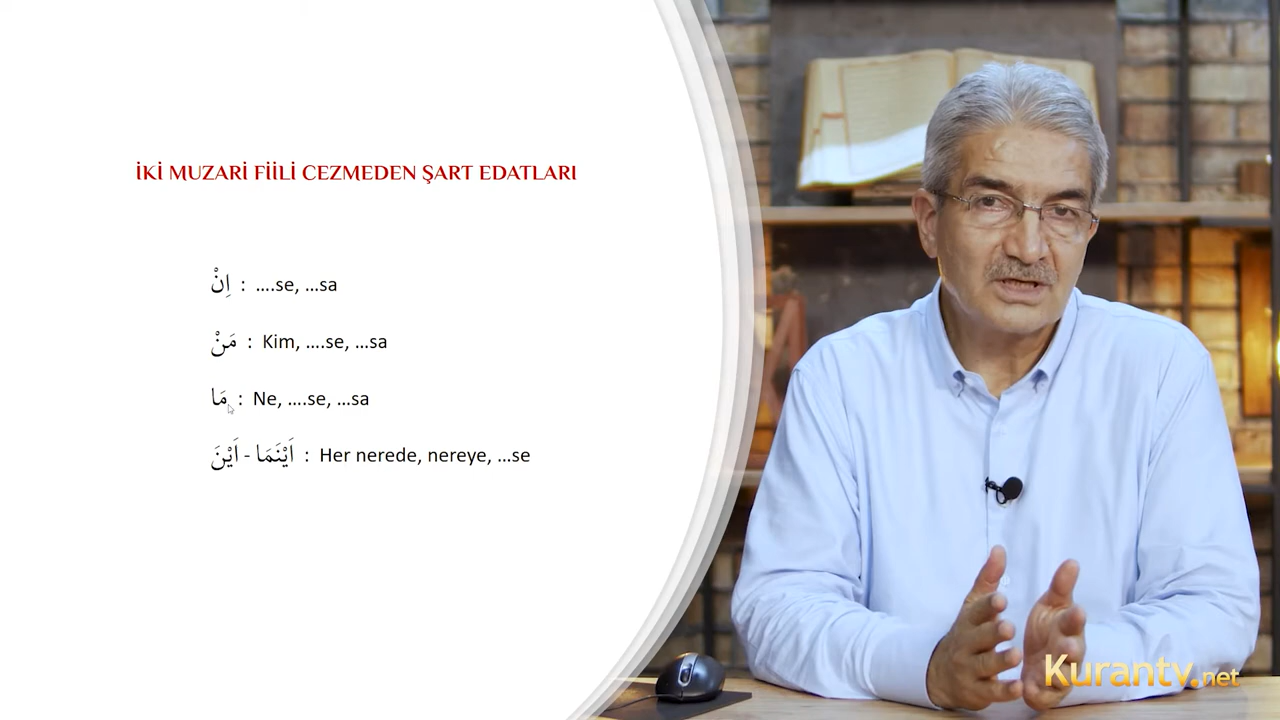 İKİ MUZARİ FİİLİ CEZMEDEN ŞART EDATLARI
اِنْ : ….se, …sa
مَنْ : Kim, ….se, …sa
مَا : Ne, ….se, …sa
اَيْنَ - اَيْنَمَا : Her nerede, nereye, …se
Kurantv.net